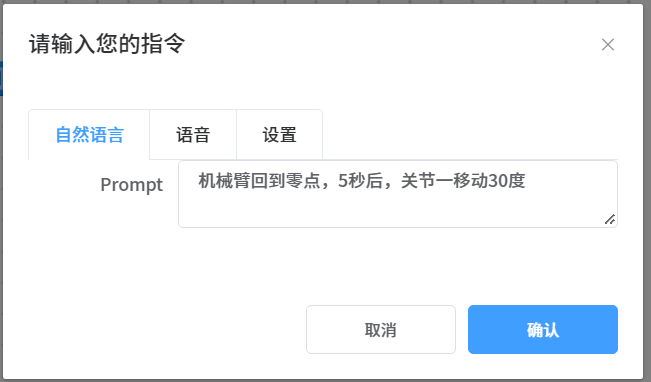 请输入您的指令
自然语言
语音
设置
Prompt
机械臂回到零点，5秒后，关节一移动30度
取消
确认